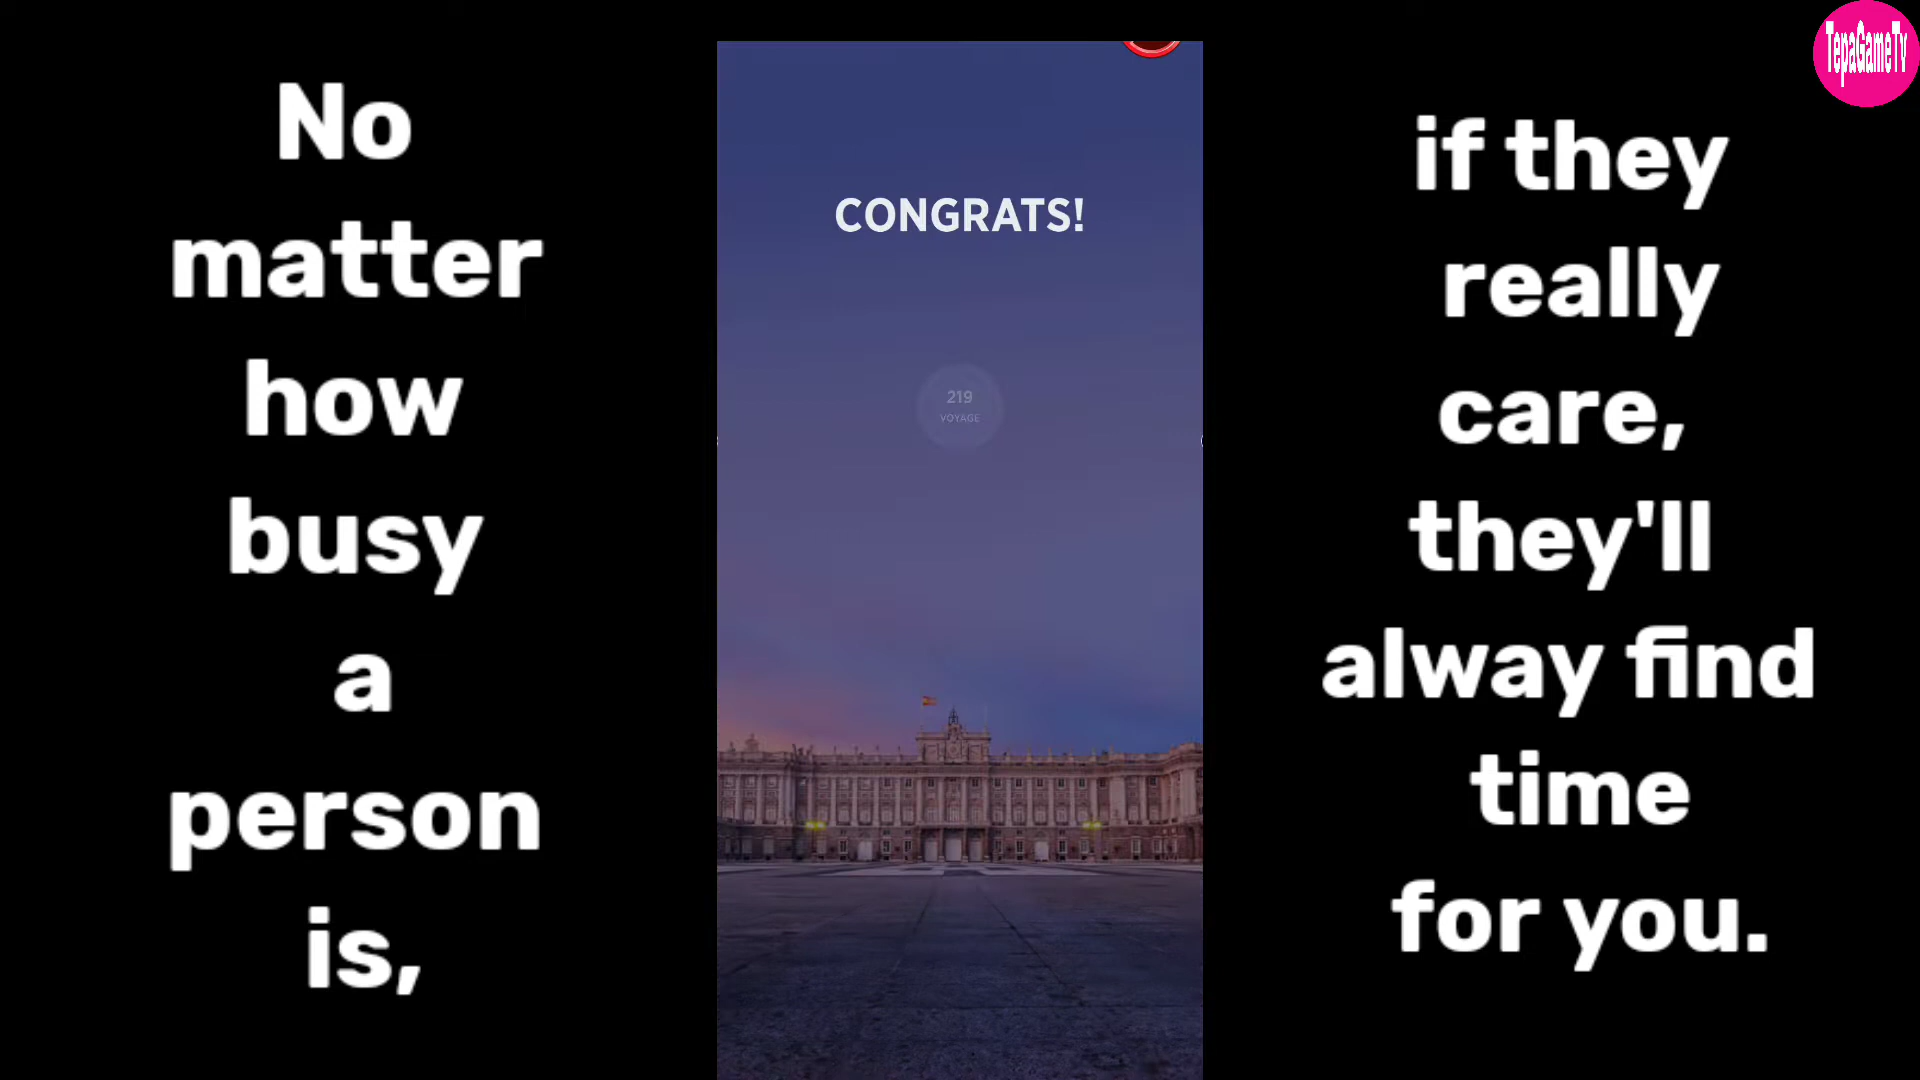 No
matter
how
busy
a
person
is,
CONGRATS!
219
VOYAGE
if they
really
care,
they'll
alway find
time
for you.
TepaGameTv